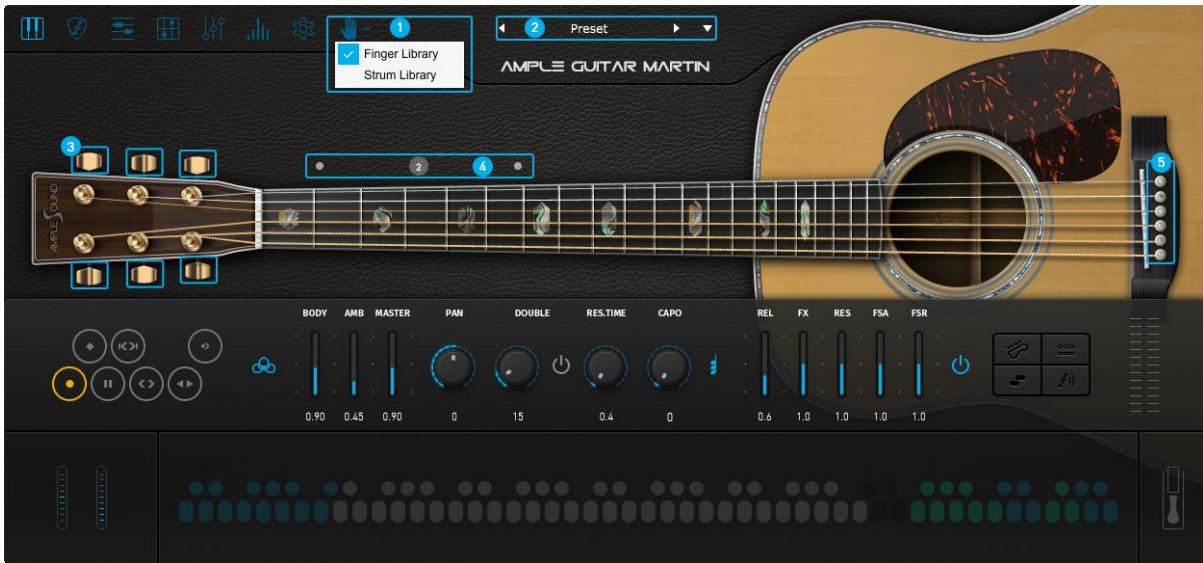 1
2 Preset
Finger Library
Strum Library
AMPLE GUITAR MARTIN
3
2
4
5
AMPLE SOUND
BODY AMB MASTER PAN DOUBLE RES.TIME CAPO REL FX RES FSA FSR
0.90 0.45 0.90 0 15 0.4 0 0.6 1.0 1.0 1.0 1.0